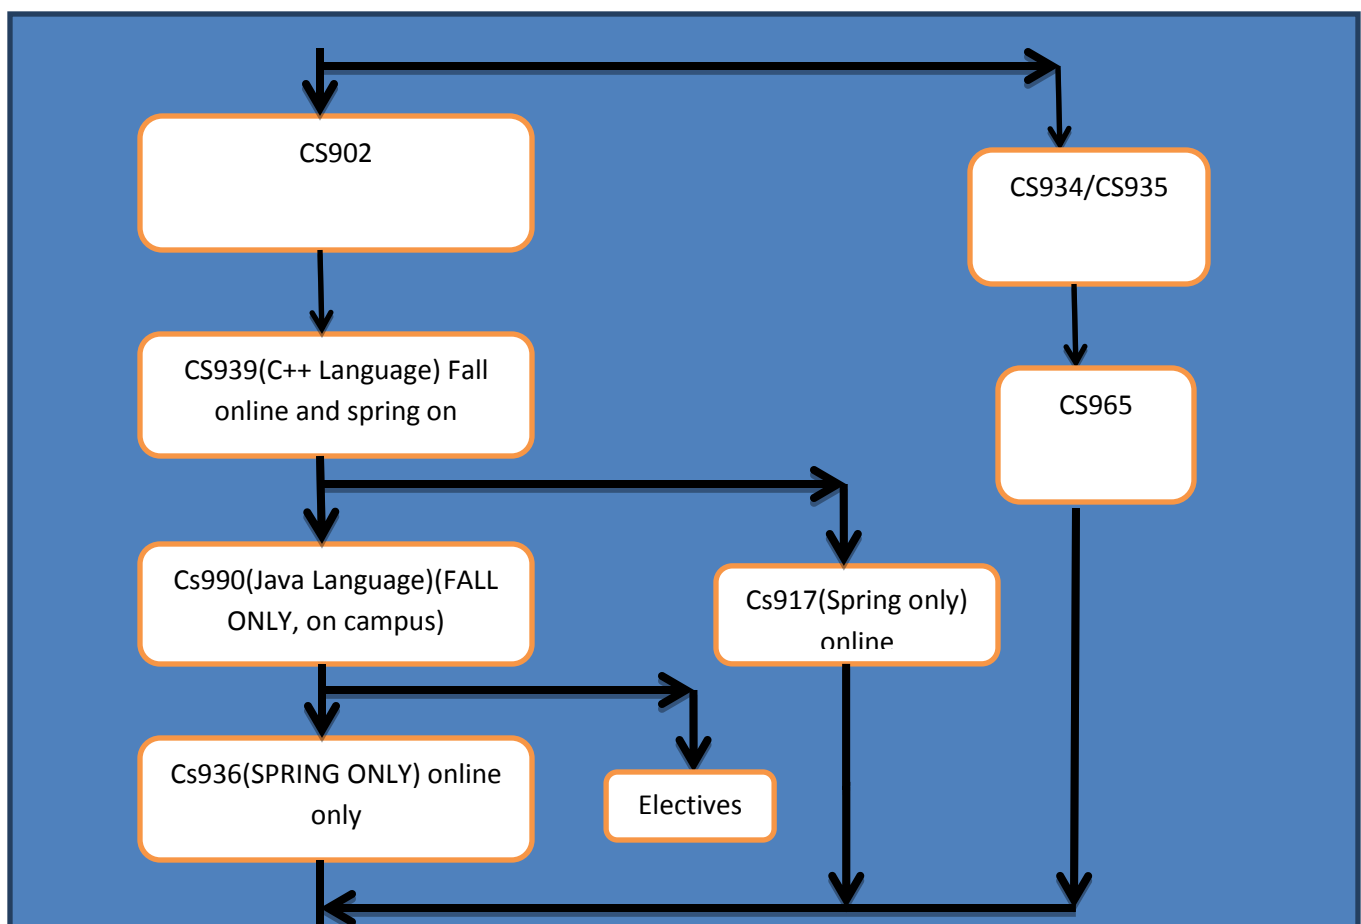 CS902
CS934/CS935
CS939(C++ Language) Fall
online and spring on
CS965
Cs990(Java Language)(FALL
ONLY, on campus)
Cs917(Spring only)
online
Cs936(SPRING ONLY) online
only
Electives